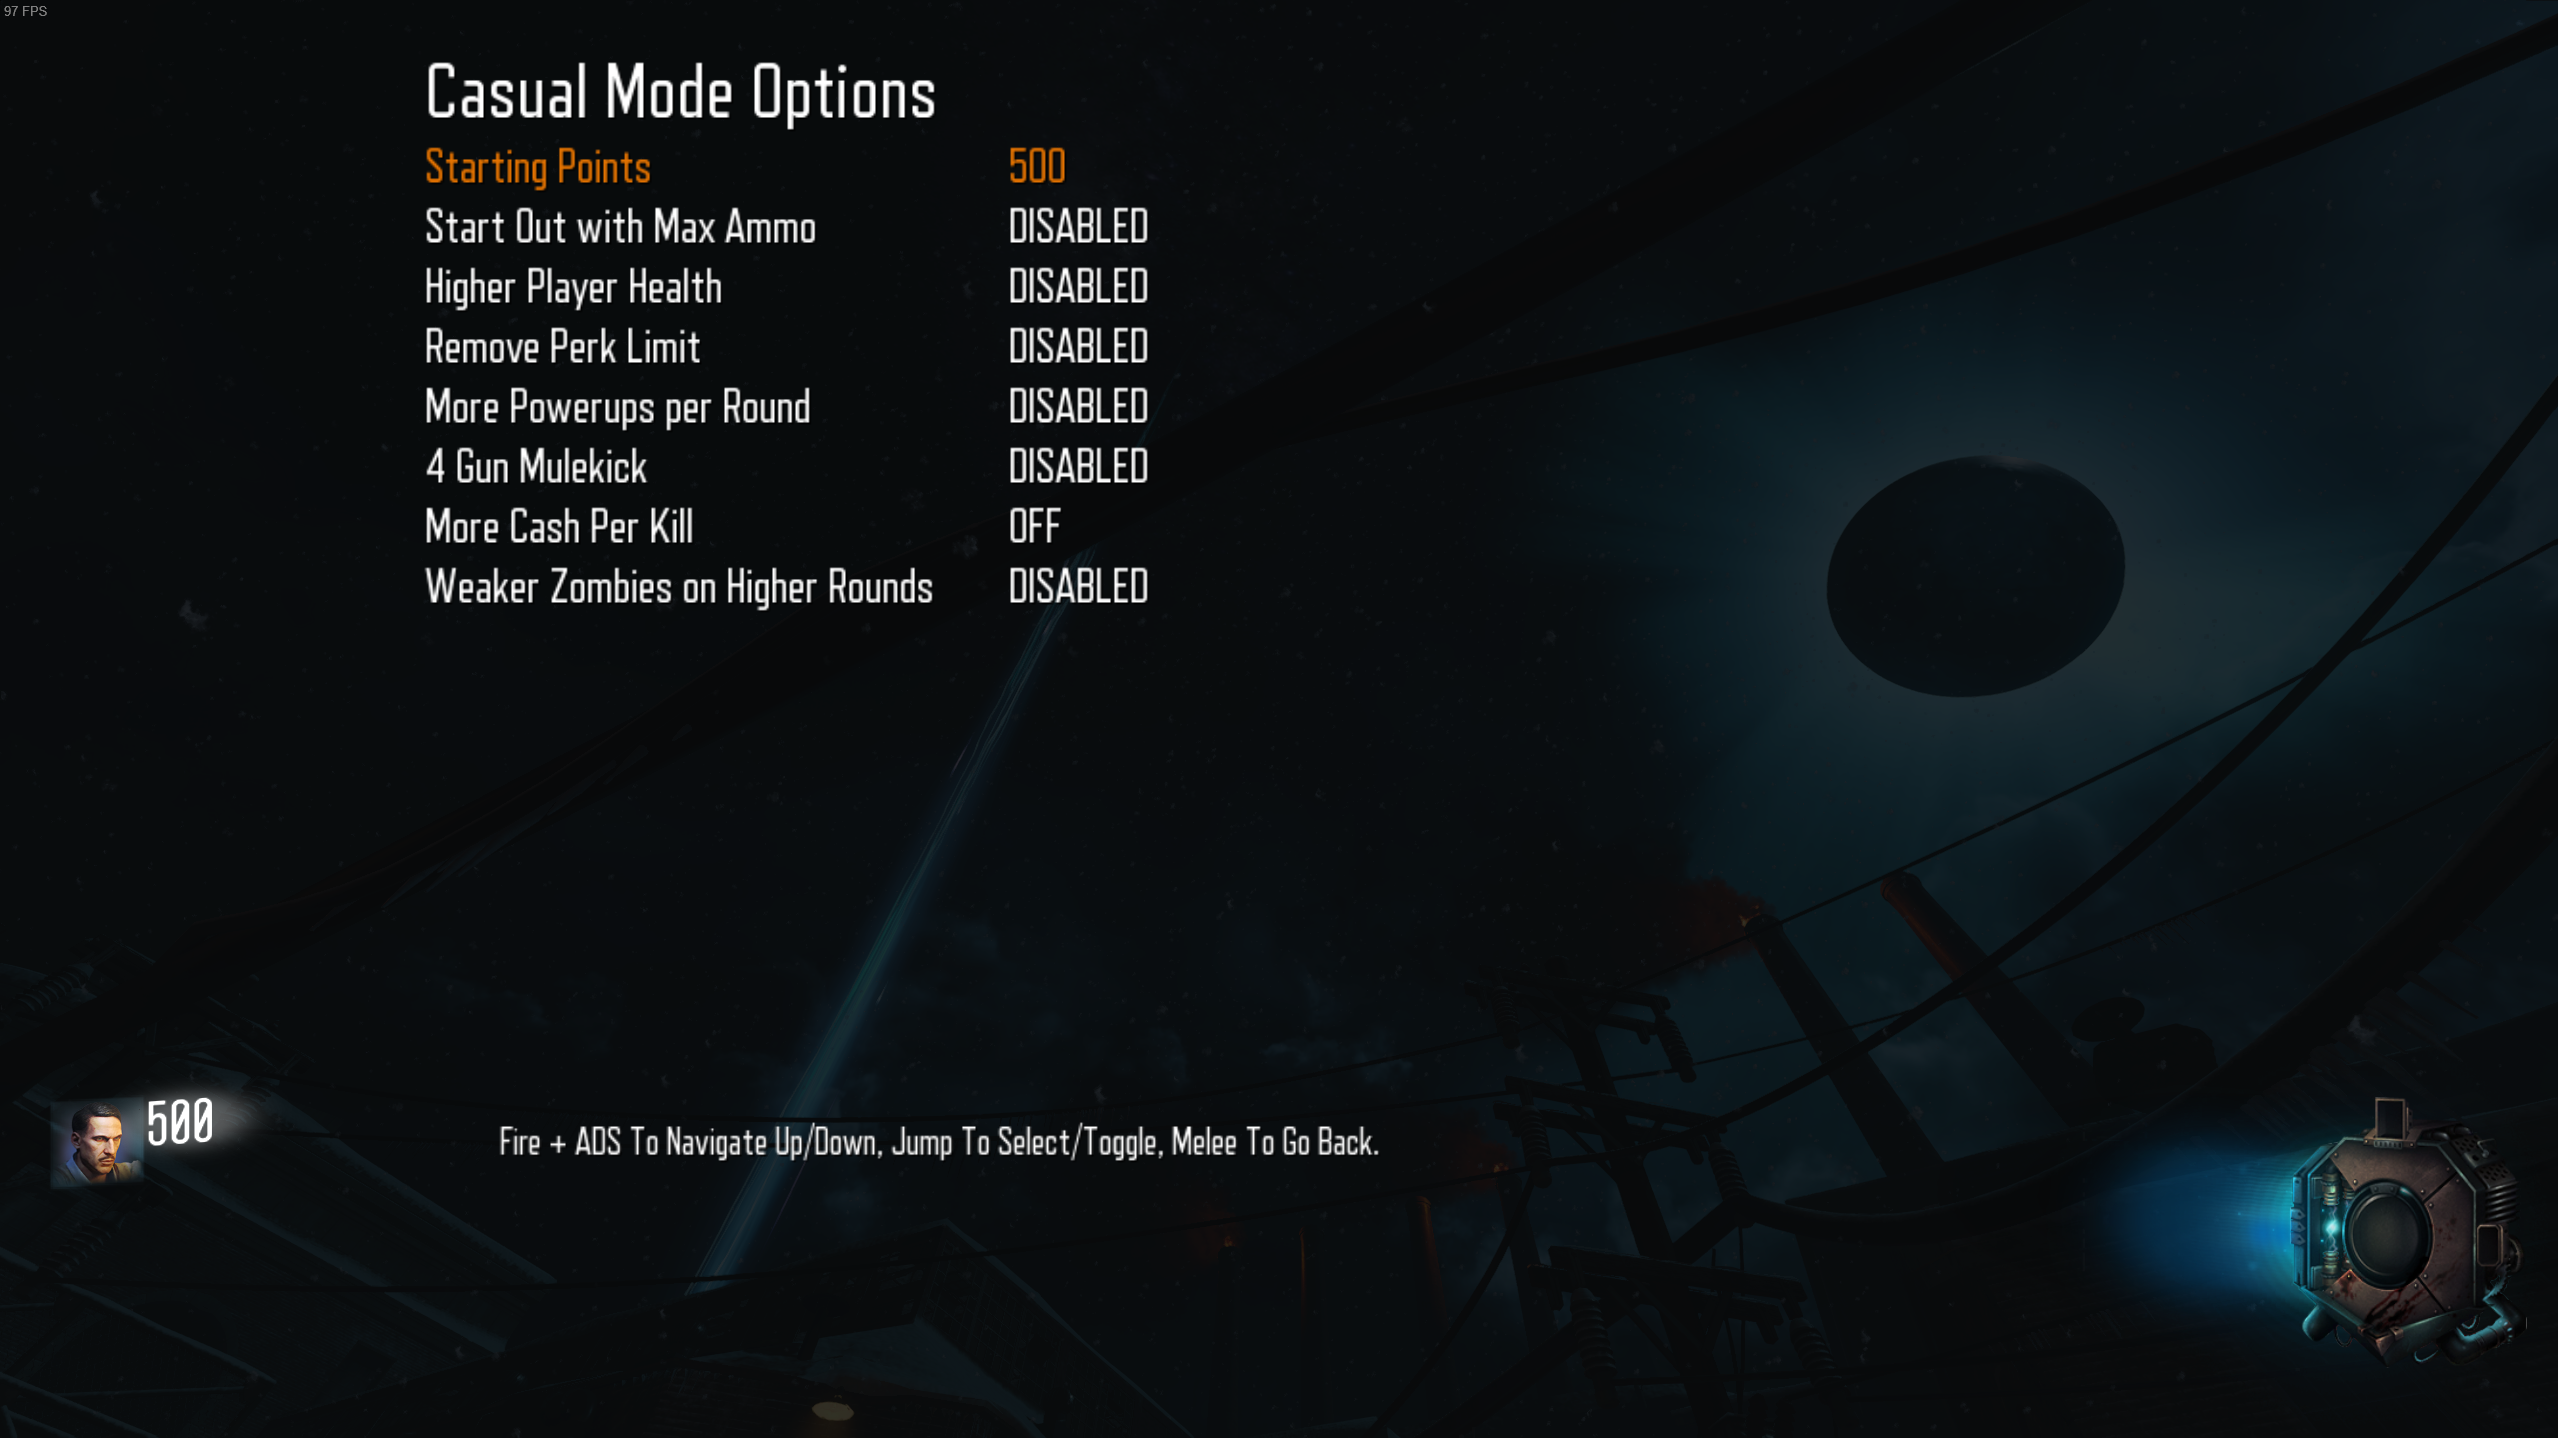 97 FPS
Casual Mode Options
Starting Points 500
Start Out with Max Ammo DISABLED
Higher Player Health DISABLED
Remove Perk Limit DISABLED
More Powerups per Round DISABLED
4 Gun Mulekick DISABLED
More Cash Per Kill OFF
Weaker Zombies on Higher Rounds DISABLED
500
Fire + ADS To Navigate Up/Down, Jump To Select/Toggle, Melee To Go Back.